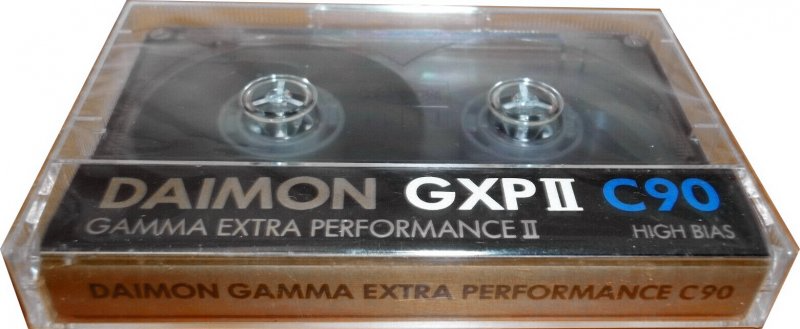 DAIMON GXPII C90
GAMMA EXTRA PERFORMANCE II HIGH BIAS
DAIMON GAMMA EXTRA PERFORMANCE C90